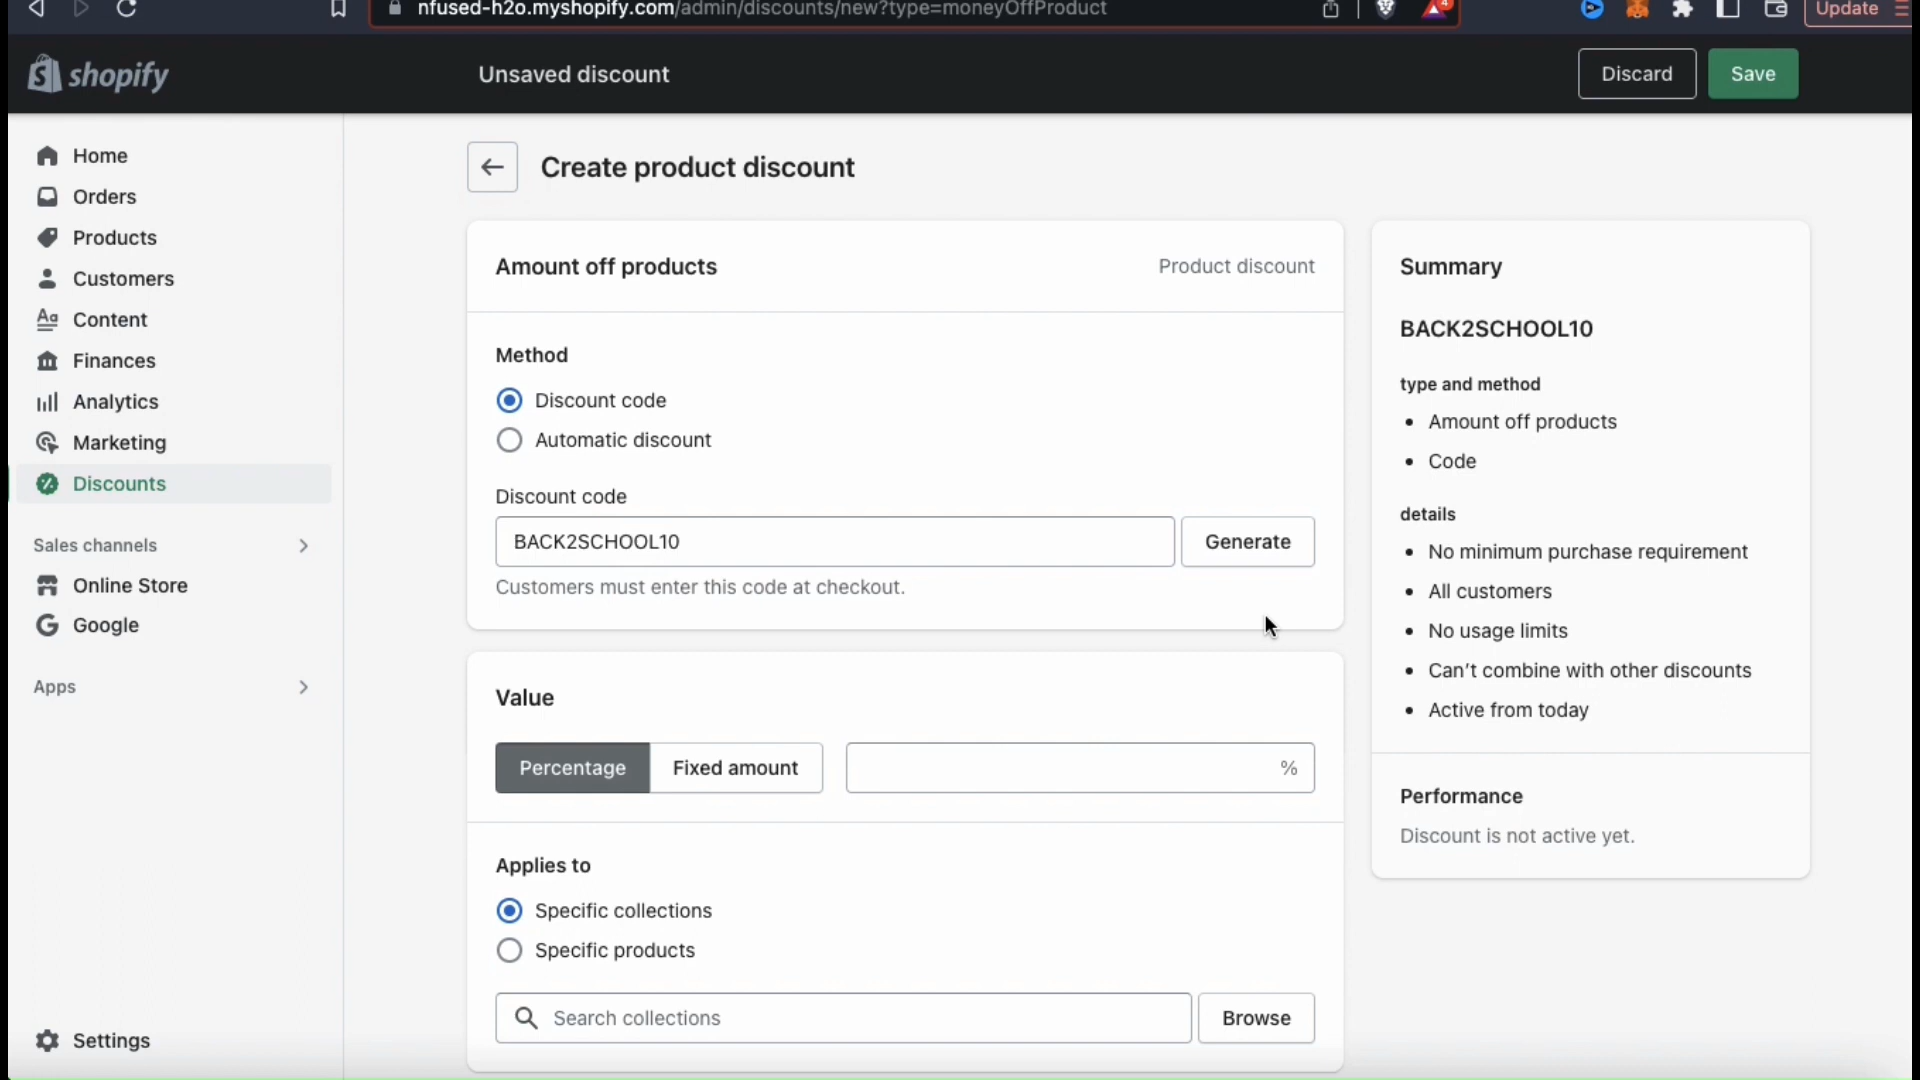 nfused-h2o.myshopify.com/admin/discounts/new?type=moneyOffProduct
4
Update
shopify
Unsaved discount
Discard
Save
Home
Orders
Products
Customers
Content
Finances
Analytics
Marketing
Discounts
Sales channels
Online Store
Google
Apps
Settings
Create product discount
Amount off products
Product discount
Method
Discount code
Automatic discount
Discount code
BACK2SCHOOL10
Generate
Customers must enter this code at checkout.
Value
Percentage
Fixed amount
%
Applies to
Specific collections
Specific products
Search collections
Browse
Summary
BACK2SCHOOL10
type and method
• Amount off products
• Code
details
• No minimum purchase requirement
• All customers
• No usage limits
• Can't combine with other discounts
• Active from today
Performance
Discount is not active yet.